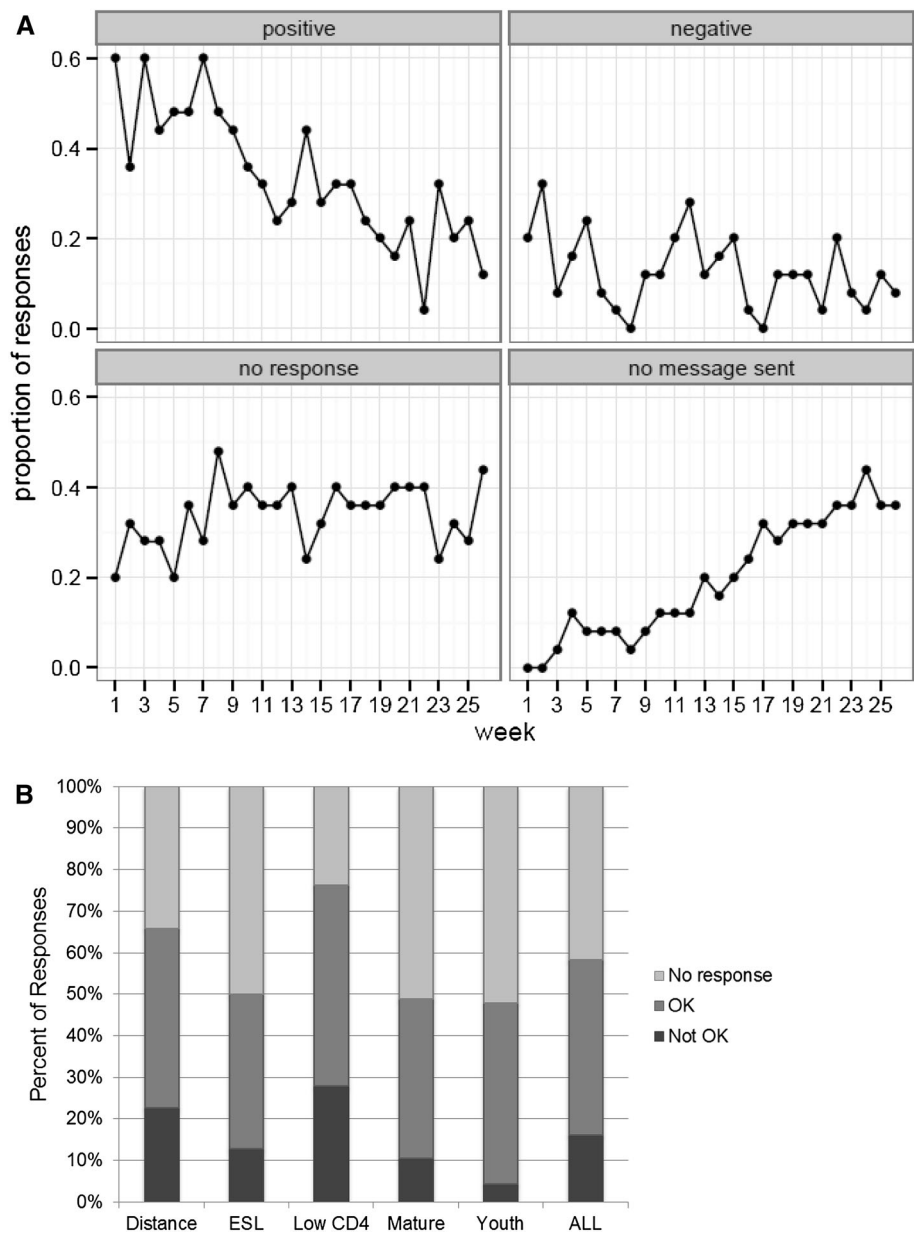 A
positive
negative
0.6
0.4
0.2
0.0
no response
no message sent
0.6
0.4
0.2
0.0
proportion of responses
1 3 5 7 9 11 13 15 17 19 21 23 25
1 3 5 7 9 11 13 15 17 19 21 23 25
week
B
100%
90%
80%
70%
60%
50%
40%
30%
20%
10%
0%
Percent of Responses
No response
OK
Not OK
Distance ESL Low CD4 Mature Youth ALL